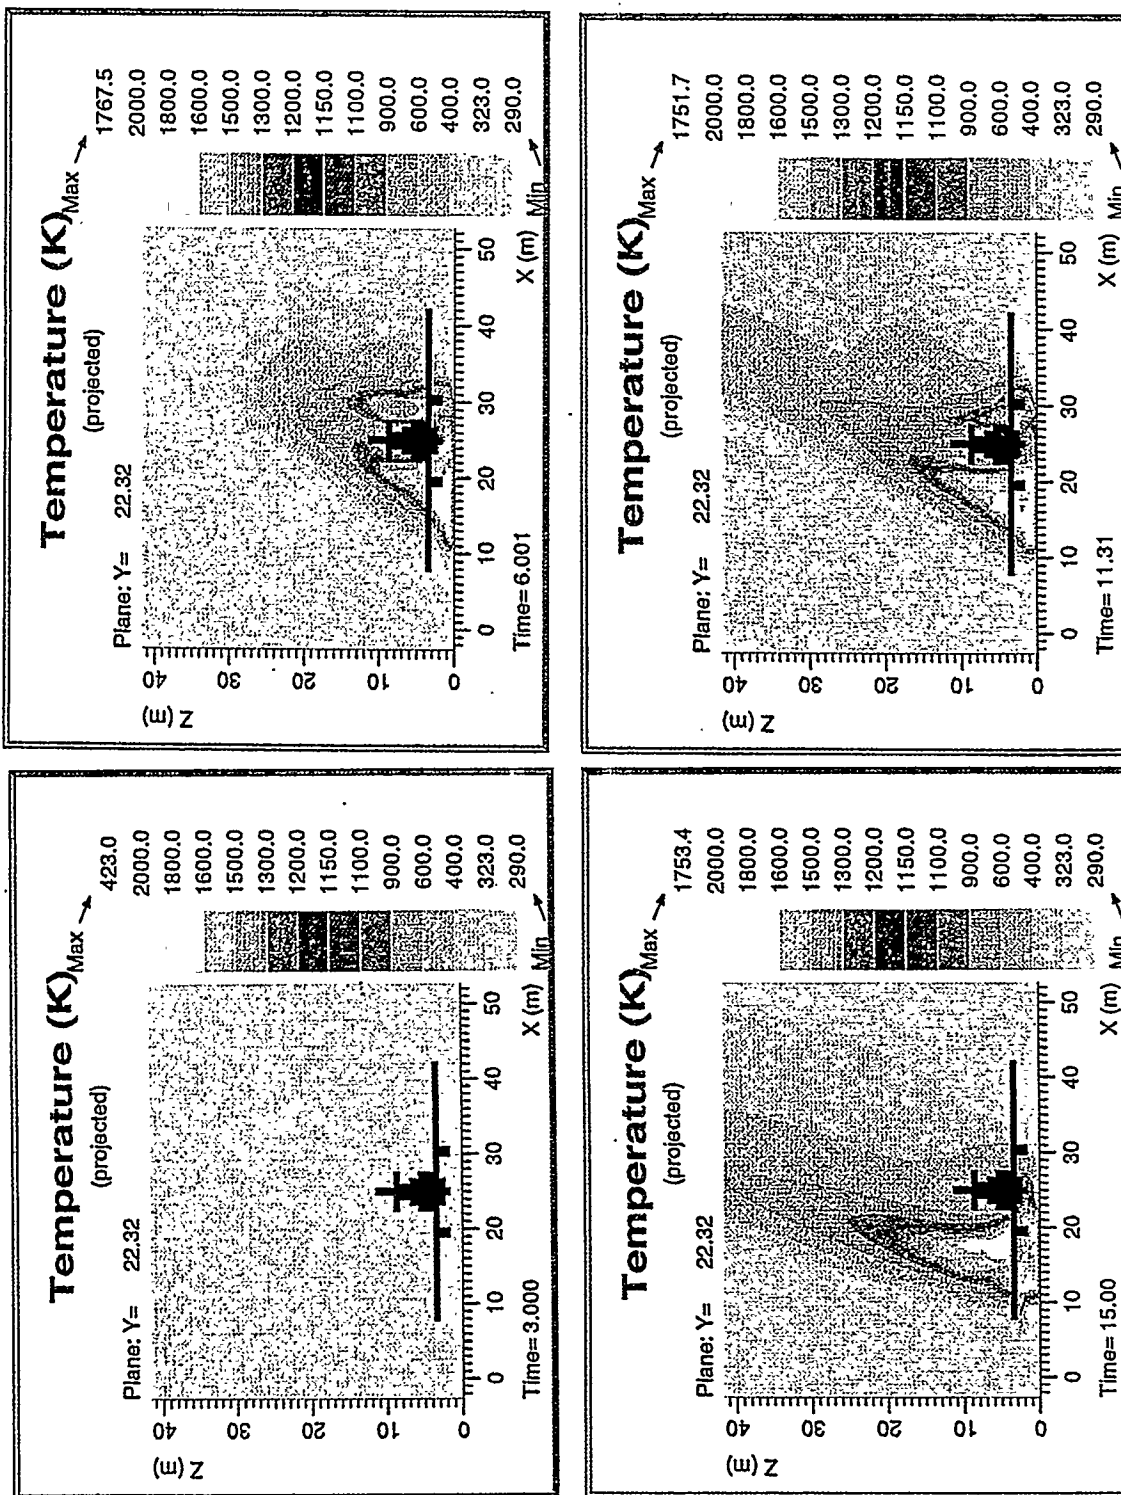 Temperature (K)
(projected)
Plane: Y= 22.32
Max
423.0
2000.0
1800.0
1600.0
1500.0
1300.0
1200.0
1150.0
1100.0
900.0
600.0
400.0
323.0
290.0
Min
Z (m)
40
30
20
10
0
0 10 20 30 40 50
X (m)
Time= 3.000
Temperature (K)
(projected)
Plane: Y= 22.32
Max
1767.5
2000.0
1800.0
1600.0
1500.0
1300.0
1200.0
1150.0
1100.0
900.0
600.0
400.0
323.0
290.0
Min
Z (m)
40
30
20
10
0
0 10 20 30 40 50
X (m)
Time= 6.001
Temperature (K)
(projected)
Plane: Y= 22.32
Max
1753.4
2000.0
1800.0
1600.0
1500.0
1300.0
1200.0
1150.0
1100.0
900.0
600.0
400.0
323.0
290.0
Min
Z (m)
40
30
20
10
0
0 10 20 30 40 50
X (m)
Time= 15.00
Temperature (K)
(projected)
Plane: Y= 22.32
Max
1751.7
2000.0
1800.0
1600.0
1500.0
1300.0
1200.0
1150.0
1100.0
900.0
600.0
400.0
323.0
290.0
Min
Z (m)
40
30
20
10
0
0 10 20 30 40 50
X (m)
Time= 11.31